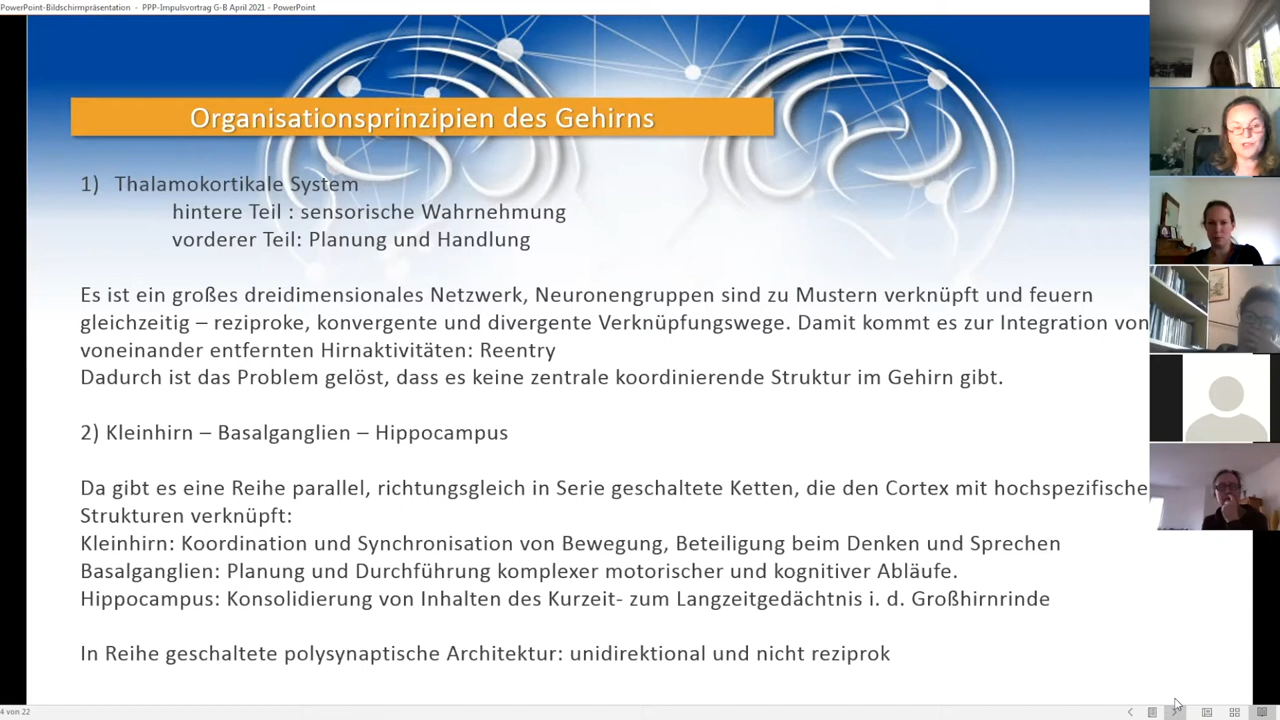 PowerPoint-Bildschirmpräsentation - PPP-Impulsvortrag G-B April 2021 - PowerPoint
Organisationsprinzipien des Gehirns
1) Thalamokortikale System
hintere Teil : sensorische Wahrnehmung
vorderer Teil: Planung und Handlung
Es ist ein großes dreidimensionales Netzwerk, Neuronengruppen sind zu Mustern verknüpft und feuern
gleichzeitig – reziproke, konvergente und divergente Verknüpfungswege. Damit kommt es zur Integration von
voneinander entfernten Hirnaktivitäten: Reentry
Dadurch ist das Problem gelöst, dass es keine zentrale koordinierende Struktur im Gehirn gibt.
2) Kleinhirn – Basalganglien – Hippocampus
Da gibt es eine Reihe parallel, richtungsgleich in Serie geschaltete Ketten, die den Cortex mit hochspezifische
Strukturen verknüpft:
Kleinhirn: Koordination und Synchronisation von Bewegung, Beteiligung beim Denken und Sprechen
Basalganglien: Planung und Durchführung komplexer motorischer und kognitiver Abläufe.
Hippocampus: Konsolidierung von Inhalten des Kurzeit- zum Langzeitgedächtnis i. d. Großhirnrinde
In Reihe geschaltete polysynaptische Architektur: unidirektional und nicht reziprok
4 von 22